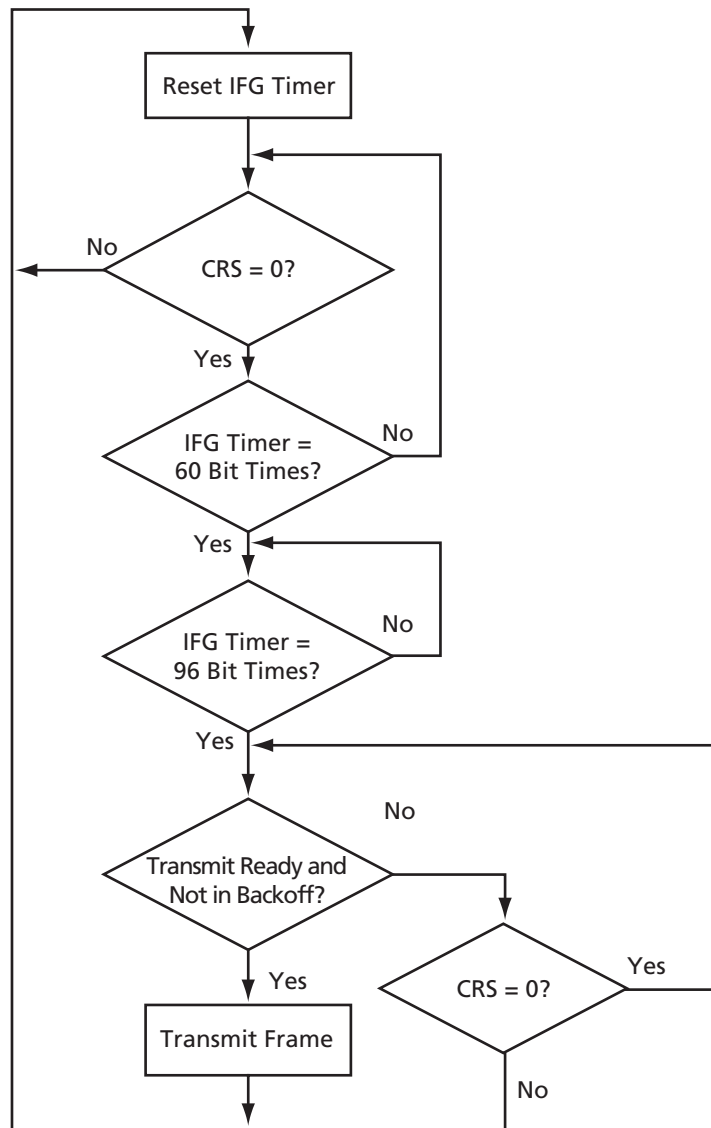 Reset IFG Timer
No
CRS = 0?
Yes
IFG Timer =
60 Bit Times?
No
Yes
IFG Timer =
96 Bit Times?
No
Yes
No
Transmit Ready and
Not in Backoff?
Yes
CRS = 0?
Yes
Transmit Frame
No